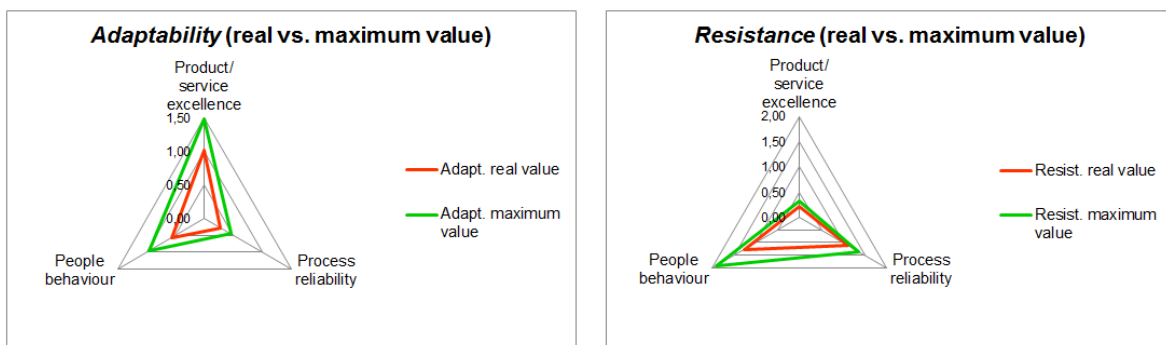 Adaptability (real vs. maximum value)
Product/
service
excellence
1,50
1,00
0,50
0,00
People
behaviour
Process
reliability
Adapt. real value
Adapt. maximum
value
Resistance (real vs. maximum value)
Product/
service
excellence
2,00
1,50
1,00
0,50
0,00
People
behaviour
Process
reliability
Resist. real value
Resist. maximum
value